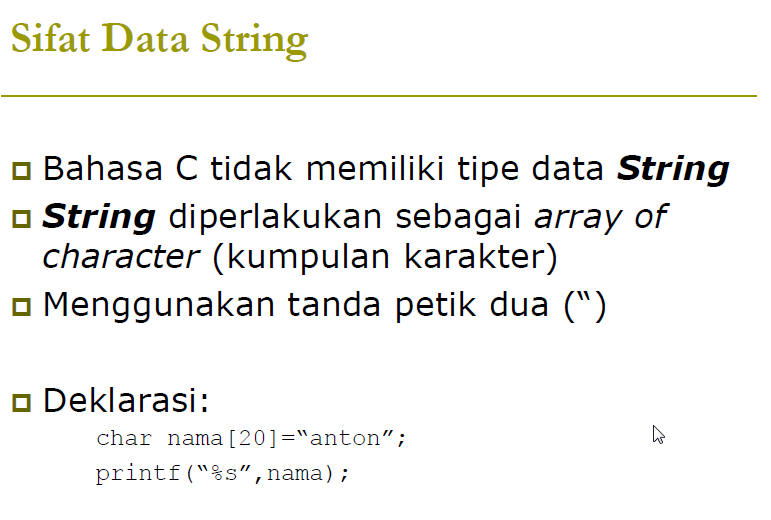 Sifat Data String
Bahasa C tidak memiliki tipe data String
String diperlakukan sebagai array of
character (kumpulan karakter)
Menggunakan tanda petik dua (“)
Deklarasi:
char nama[20]=“anton”;
printf(“%s”,nama);